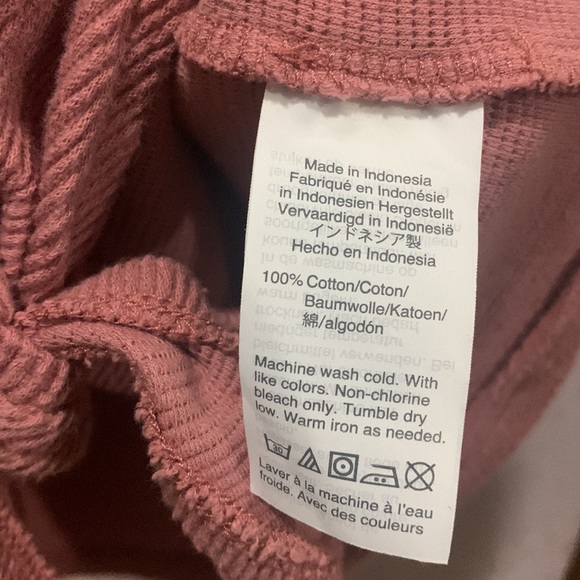 Made in Indonesia
Fabriqué en Indonésie
in Indonesien Hergestellt
Vervaardigd in Indonesië
インドネシア製
Hecho en Indonesia
100% Cotton/Coton/
Baumwolle/Katoen/
綿/algodón
Machine wash cold. With
like colors. Non-chlorine
bleach only. Tumble dry
low. Warm iron as needed.
Laver à la machine à l'eau
froide. Avec des couleurs